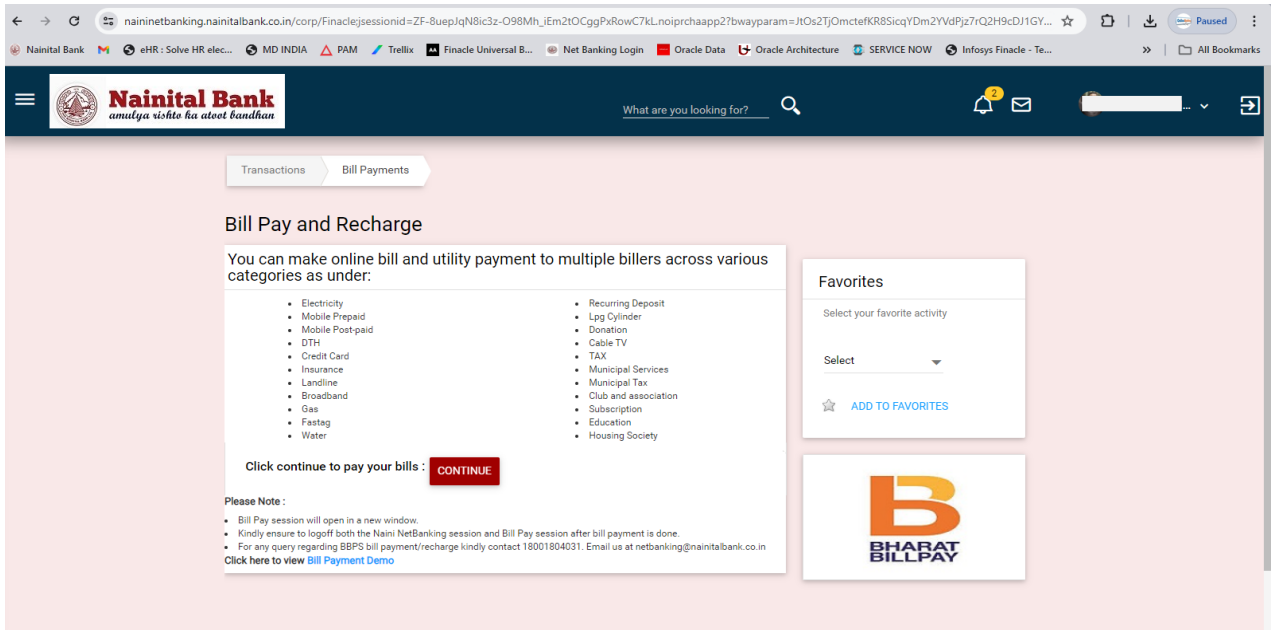 naininetbanking.nainitalbank.co.in/corp/Finacle;jsessionid=ZF-8uepJqN8ic3z-O98Mh_iEm2tOCggPxRowC7kL.noiprchaapp2?bwayparam=JtOs2TjOmctefKR8SicqYDm2YVdPjz7rQ2H9cDJ1GY...
Paused
Nainital Bank
eHR : Solve HR elec...
MD INDIA
PAM
Trellix
Finacle Universal B...
Net Banking Login
Oracle Data
Oracle Architecture
SERVICE NOW
Infosys Finacle - Te...
»
All Bookmarks
Nainital Bank
amulya rishto ka atoot bandhan
What are you looking for?
2
...
Transactions
Bill Payments
Bill Pay and Recharge
You can make online bill and utility payment to multiple billers across various
categories as under:
• Electricity
• Mobile Prepaid
• Mobile Post-paid
• DTH
• Credit Card
• Insurance
• Landline
• Broadband
• Gas
• Fastag
• Water
• Recurring Deposit
• Lpg Cylinder
• Donation
• Cable TV
• TAX
• Municipal Services
• Municipal Tax
• Club and association
• Subscription
• Education
• Housing Society
Click continue to pay your bills :
CONTINUE
Please Note :
• Bill Pay session will open in a new window.
• Kindly ensure to logoff both the Naini NetBanking session and Bill Pay session after bill payment is done.
• For any query regarding BBPS bill payment/recharge kindly contact 18001804031. Email us at netbanking@nainitalbank.co.in
Click here to view Bill Payment Demo
Favorites
Select your favorite activity
Select
ADD TO FAVORITES
BHARAT
BILLPAY